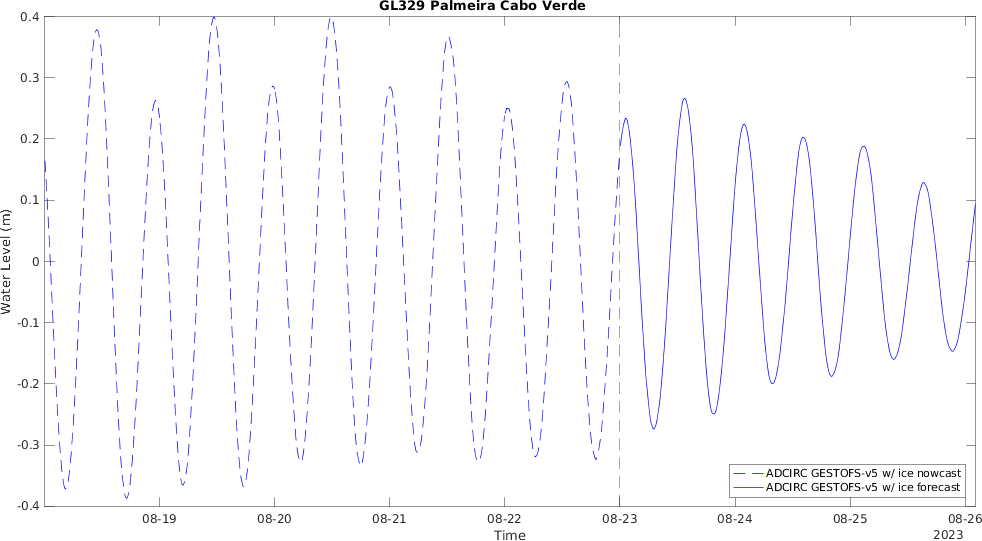 GL329 Palmeira Cabo Verde
0.4
0.3
0.2
0.1
0
-0.1
-0.2
-0.3
-0.4
Water Level (m)
ADCIRC GESTOFS-v5 w/ ice nowcast
ADCIRC GESTOFS-v5 w/ ice forecast
08-19 08-20 08-21 08-22 08-23 08-24 08-25 08-26
Time
2023